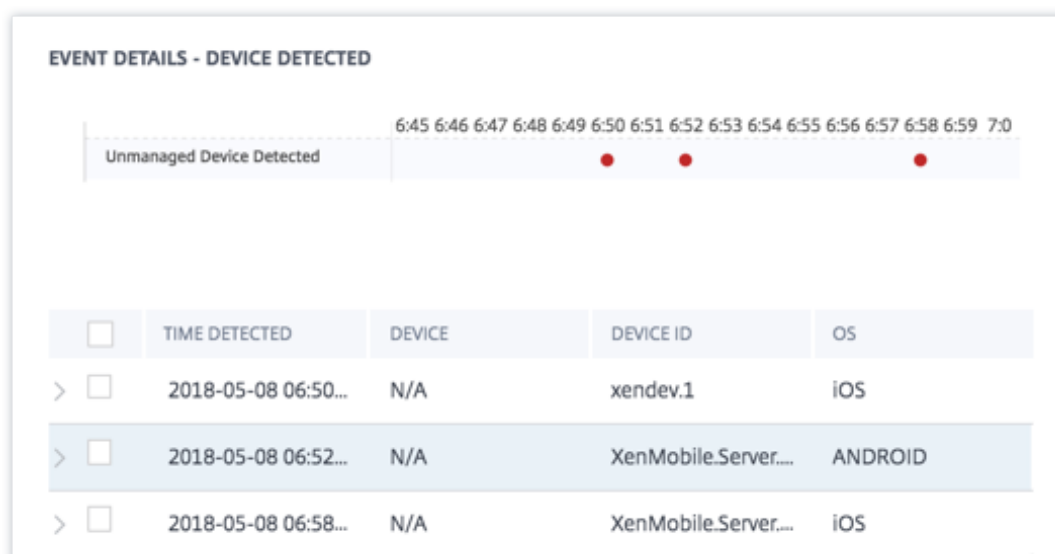 EVENT DETAILS - DEVICE DETECTED
6:45 6:46 6:47 6:48 6:49 6:50 6:51 6:52 6:53 6:54 6:55 6:56 6:57 6:58 6:59 7:0
Unmanaged Device Detected
TIME DETECTED DEVICE DEVICE ID OS
2018-05-08 06:50... N/A xendev.1 iOS
2018-05-08 06:52... N/A XenMobile.Server.... ANDROID
2018-05-08 06:58... N/A XenMobile.Server.... iOS